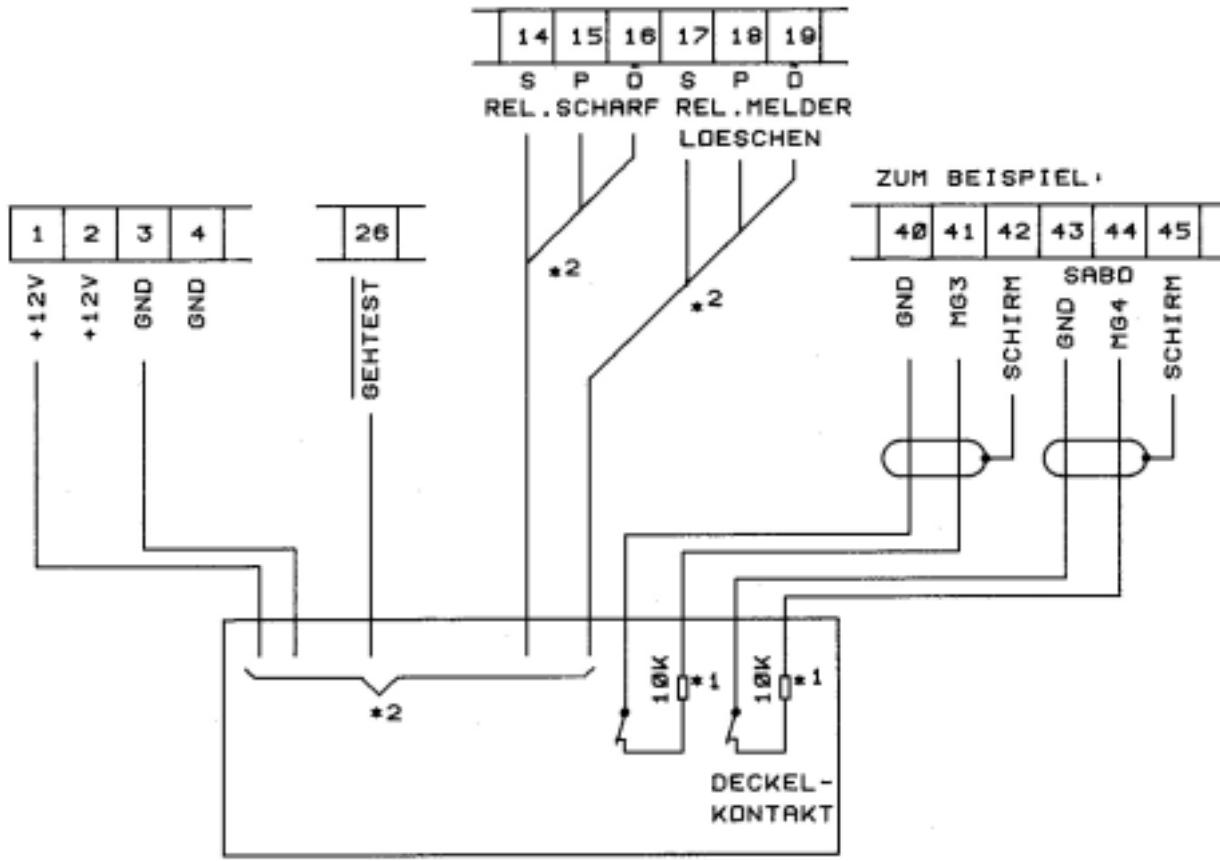 14 15 16 17 18 19
S P Ö S P Ö
REL.SCHARF REL.MELDER
LOESCHEN
ZUM BEISPIEL:
1 2 3 4 26 40 41 42 43 44 45
SABO
+12V
+12V
GND
GND
GEHTEST
*2
*2
GND
MG3
SCHIRM
GND
MG4
SCHIRM
10K
*1
10K
*1
*2
DECKEL-
KONTAKT